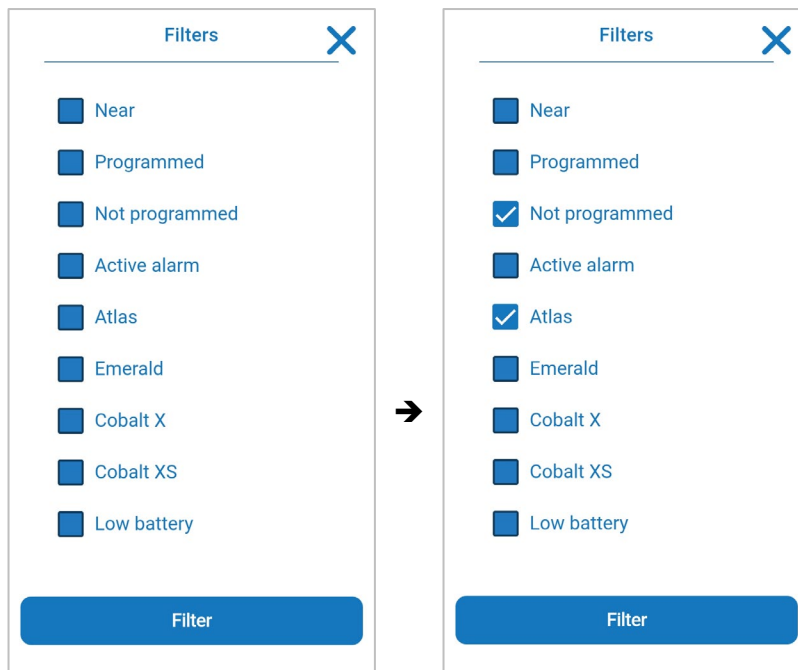 Filters
Near
Programmed
Not programmed
Active alarm
Atlas
Emerald
Cobalt X
Cobalt XS
Low battery
Filter
Filters
Near
Programmed
Not programmed
Active alarm
Atlas
Emerald
Cobalt X
Cobalt XS
Low battery
Filter